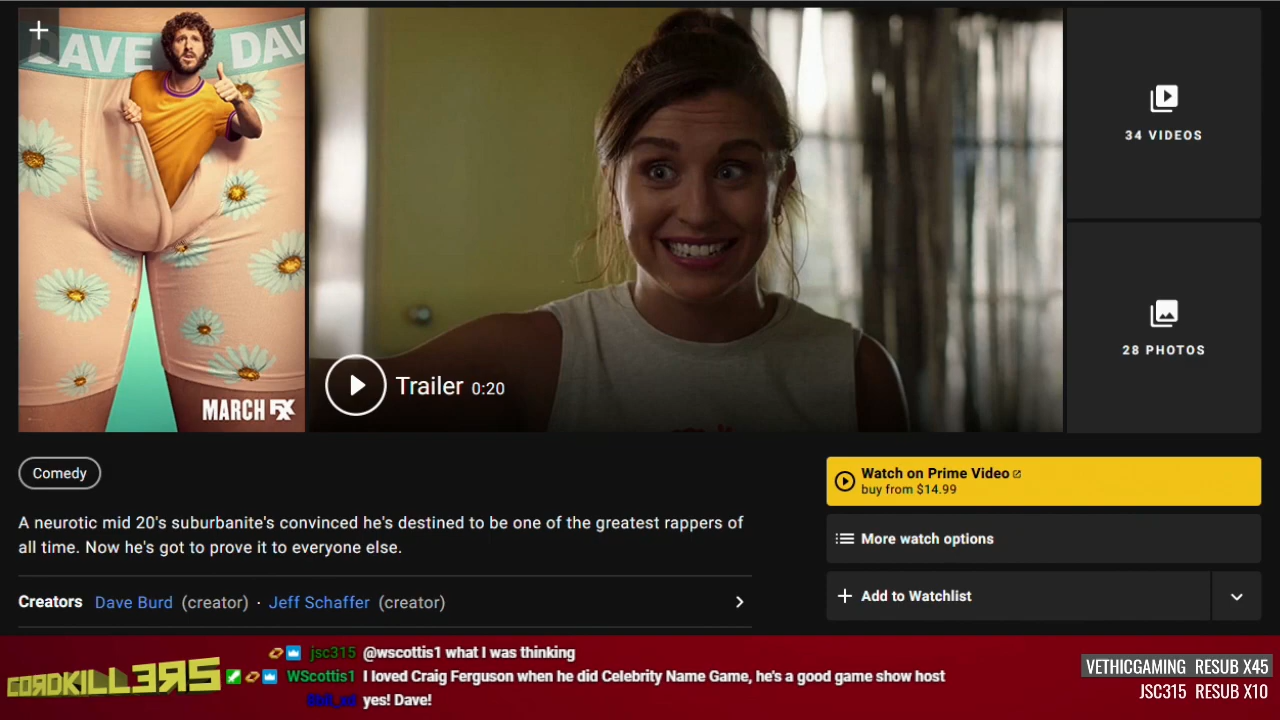 AVE DAV
MARCH FX
Trailer 0:20
34 VIDEOS
28 PHOTOS
Comedy
A neurotic mid 20's suburbanite's convinced he's destined to be one of the greatest rappers of
all time. Now he's got to prove it to everyone else.
Creators Dave Burd (creator) · Jeff Schaffer (creator)
Watch on Prime Video
buy from $14.99
More watch options
Add to Watchlist
CORDKILLERS
jsc315 @wscottis1 what I was thinking
WScottis1 I loved Craig Ferguson when he did Celebrity Name Game, he's a good game show host
yes! Dave!
VETHICGAMING RESUB X45
JSC315 RESUB X10